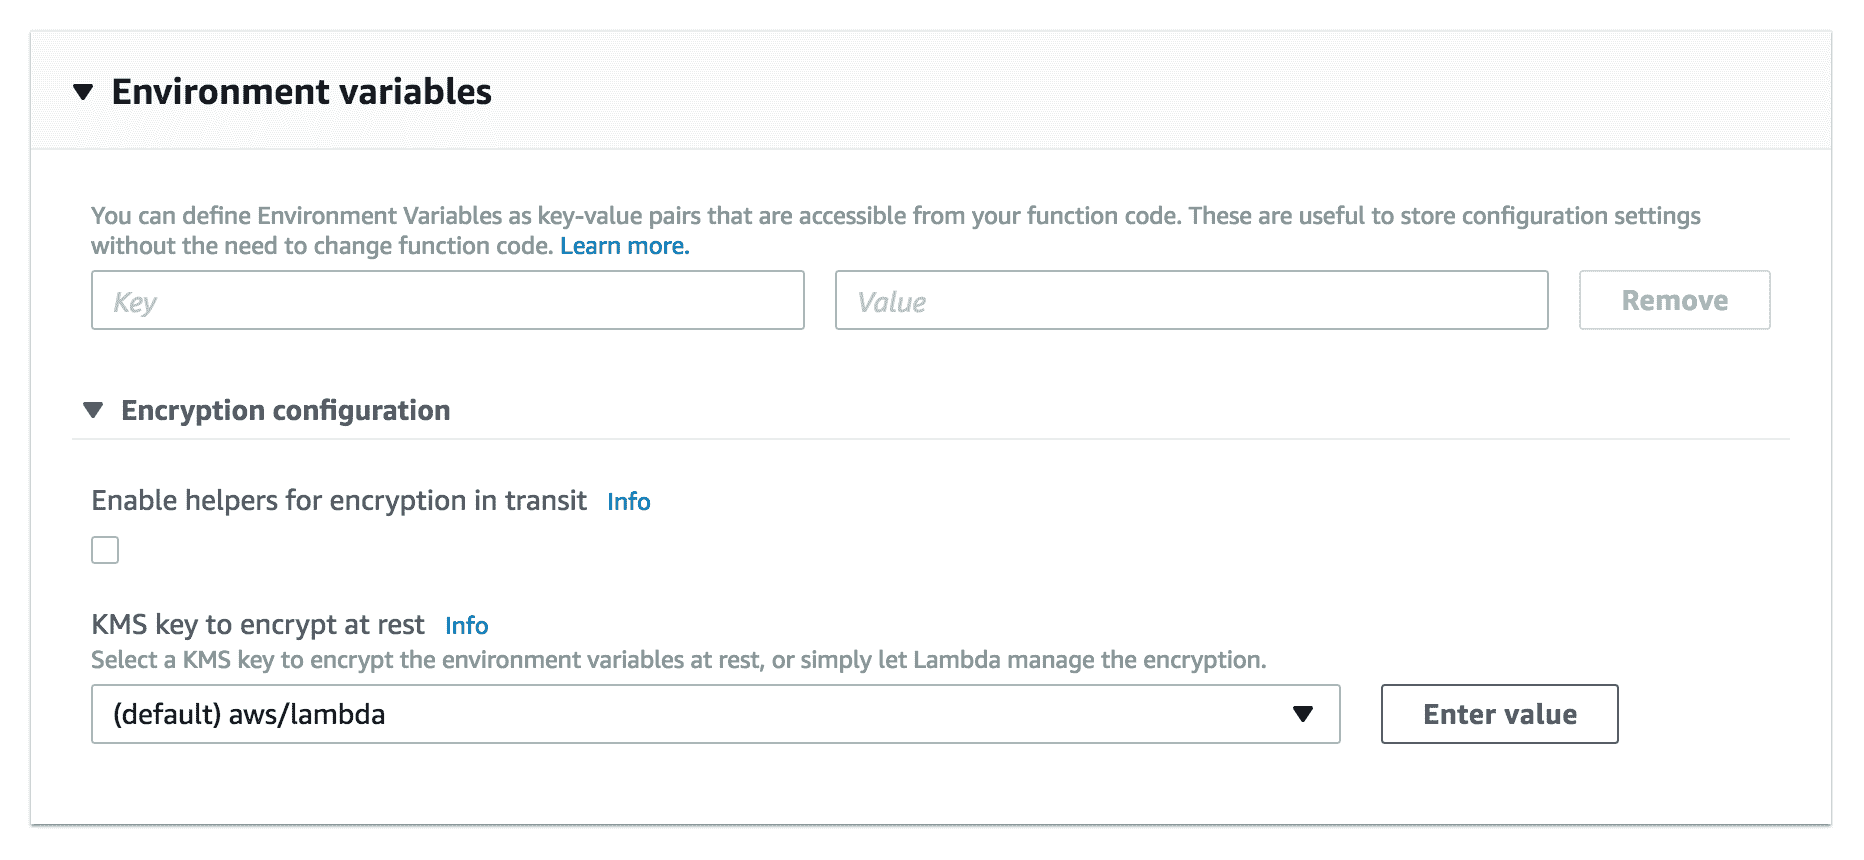 Environment variables
You can define Environment Variables as key-value pairs that are accessible from your function code. These are useful to store configuration settings
without the need to change function code. Learn more.
Key Value Remove
Encryption configuration
Enable helpers for encryption in transit Info
KMS key to encrypt at rest Info
Select a KMS key to encrypt the environment variables at rest, or simply let Lambda manage the encryption.
(default) aws/lambda Enter value